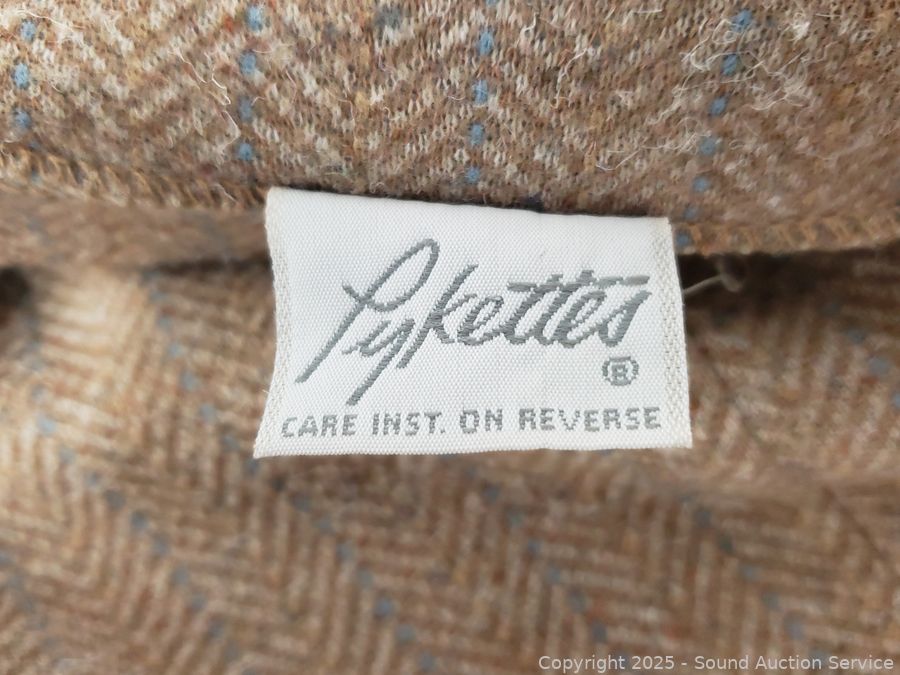 Pykettes
®
CARE INST. ON REVERSE
Copyright 2025 - Sound Auction Service